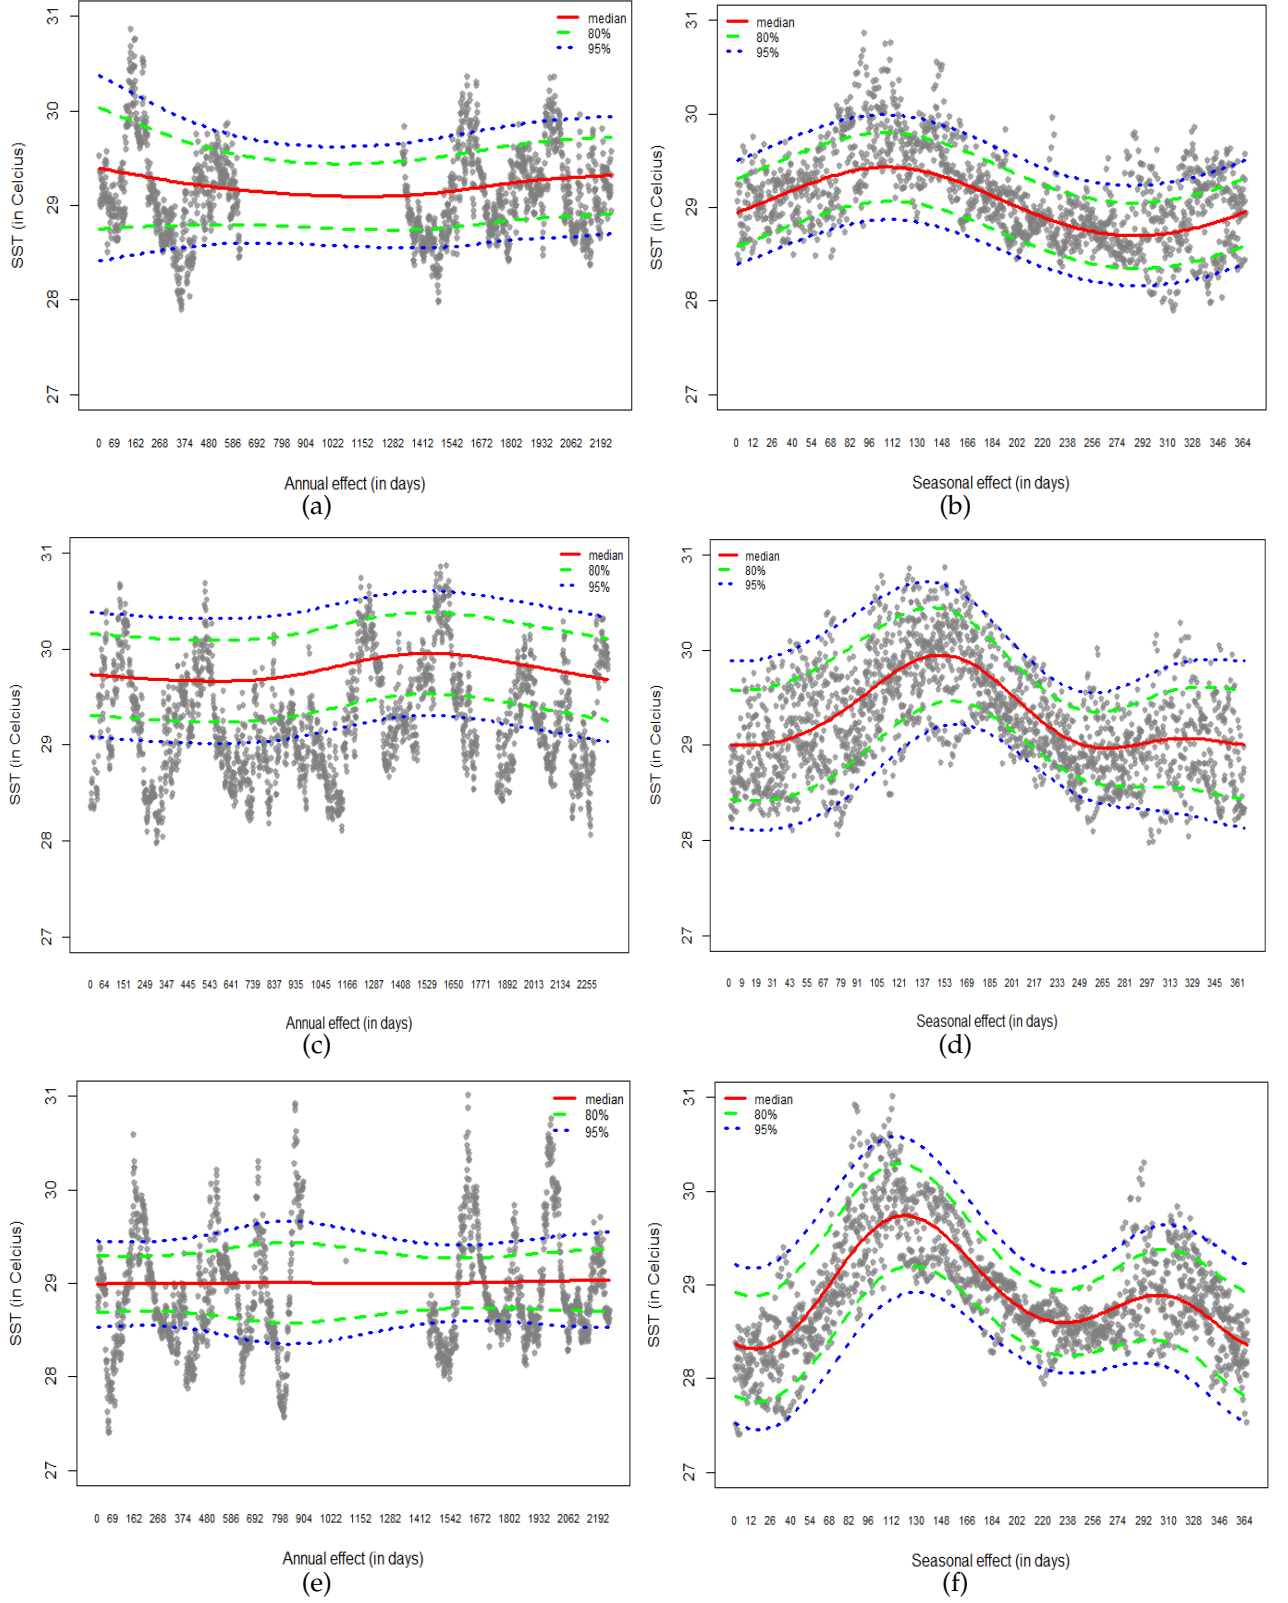 31
30
29
28
27
SST (in Celcius)
median
80%
95%
0 69 162 268 374 480 586 692 798 904 1022 1152 1282 1412 1542 1672 1802 1932 2062 2192
Annual effect (in days)
(a)
31
30
29
28
27
SST (in Celcius)
median
80%
95%
0 12 26 40 54 68 82 96 112 130 148 166 184 202 220 238 256 274 292 310 328 346 364
Seasonal effect (in days)
(b)
31
30
29
28
27
SST (in Celcius)
median
80%
95%
0 64 151 249 347 445 543 641 739 837 935 1045 1166 1287 1408 1529 1650 1771 1892 2013 2134 2255
Annual effect (in days)
(c)
31
30
29
28
27
SST (in Celcius)
median
80%
95%
0 9 19 31 43 55 67 79 91 105 121 137 153 169 185 201 217 233 249 265 281 297 313 329 345 361
Seasonal effect (in days)
(d)
31
30
29
28
27
SST (in Celcius)
median
80%
95%
0 69 162 268 374 480 586 692 798 904 1022 1152 1282 1412 1542 1672 1802 1932 2062 2192
Annual effect (in days)
(e)
31
30
29
28
27
SST (in Celcius)
median
80%
95%
0 12 26 40 54 68 82 96 112 130 148 166 184 202 220 238 256 274 292 310 328 346 364
Seasonal effect (in days)
(f)